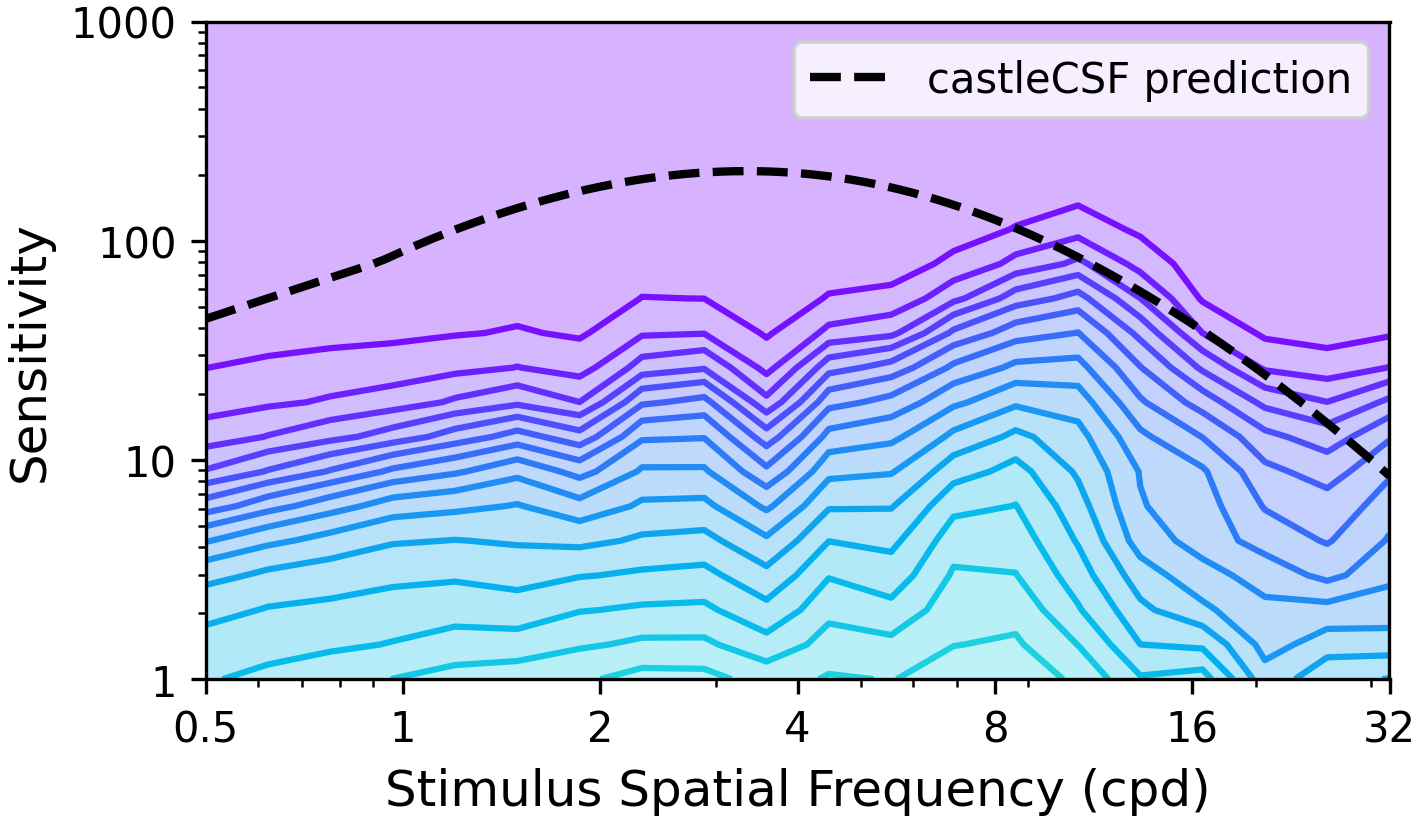 1000
100
10
1
Sensitivity
castleCSF prediction
0.5 1 2 4 8 16 32
Stimulus Spatial Frequency (cpd)